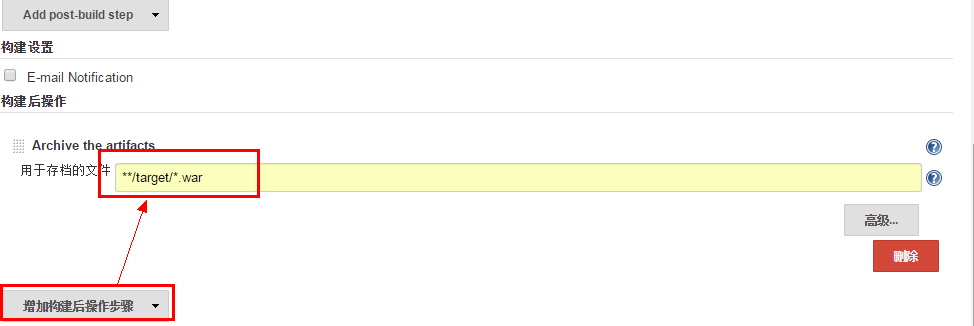 Add post-build step
构建设置
E-mail Notification
构建后操作
Archive the artifacts
用于存档的文件 **/target/*.war
高级...
删除
增加构建后操作步骤